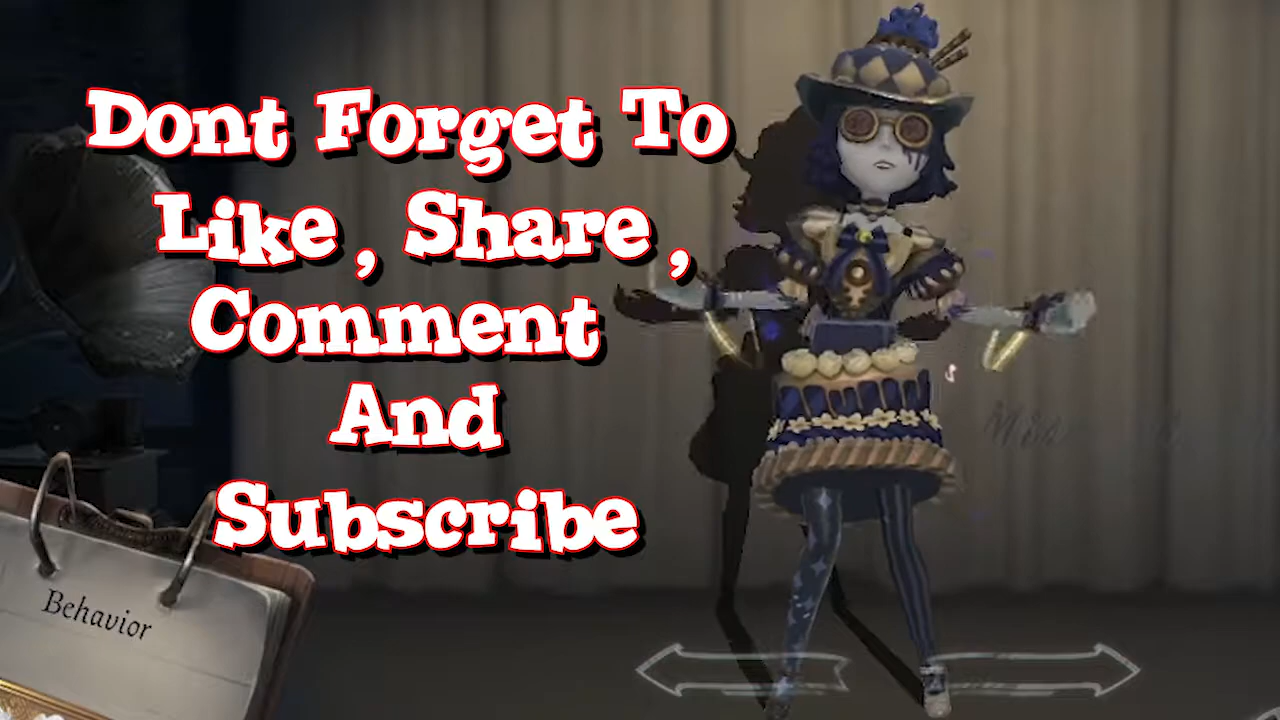 Dont Forget To
Like , Share ,
Comment
And
Subscribe
Behavior